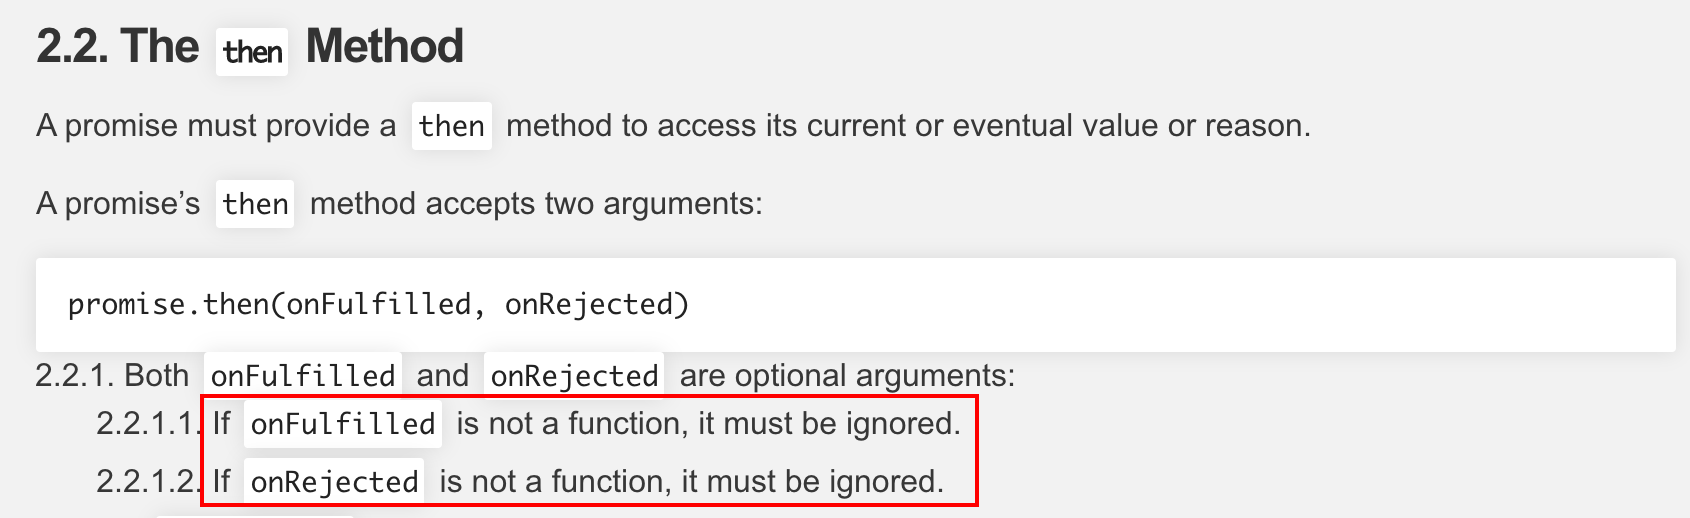 2.2. The then Method
A promise must provide a then method to access its current or eventual value or reason.
A promise’s then method accepts two arguments:
promise.then(onFulfilled, onRejected)
2.2.1. Both onFulfilled and onRejected are optional arguments:
2.2.1.1. If onFulfilled is not a function, it must be ignored.
2.2.1.2. If onRejected is not a function, it must be ignored.